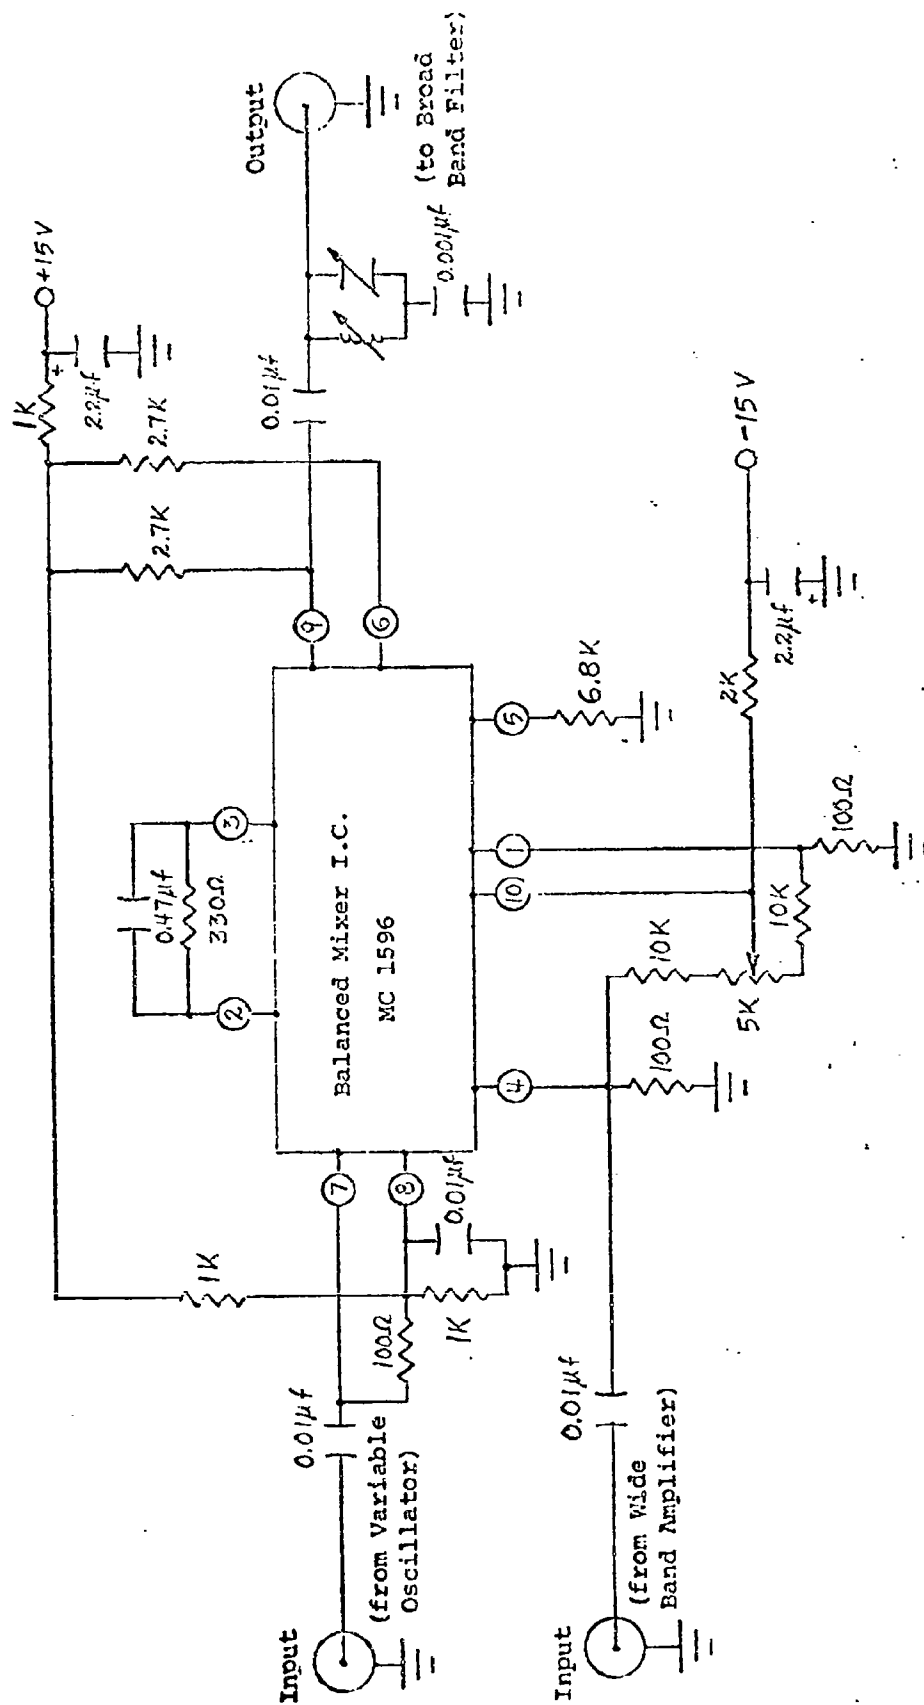 Input
(from Variable
Oscillator)
0.01µf
100Ω
1K
1K
0.01µf
7
8
2
3
0.47µf
330Ω
Balanced Mixer I.C.
MC 1596
9
6
4
10
1
5
2.7K
2.7K
1K
+15V
+
2.2µf
0.01µf
Output
(to Broad
Band Filter)
0.001µf
6.8K
Input
(from Wide
Band Amplifier)
0.01µf
100Ω
10K
5K
10K
100Ω
2K
2.2µf
+
-15V